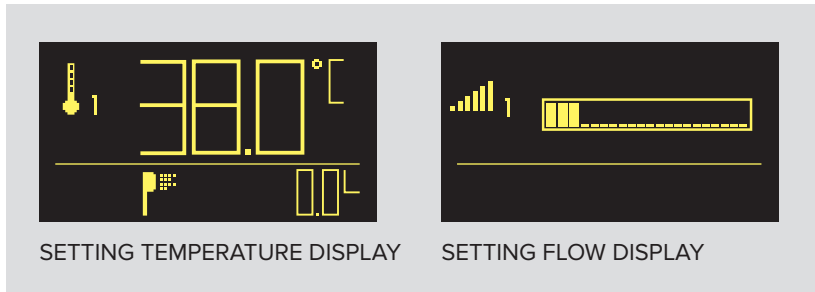 1 38.0°C
0.0L
SETTING TEMPERATURE DISPLAY
1
SETTING FLOW DISPLAY